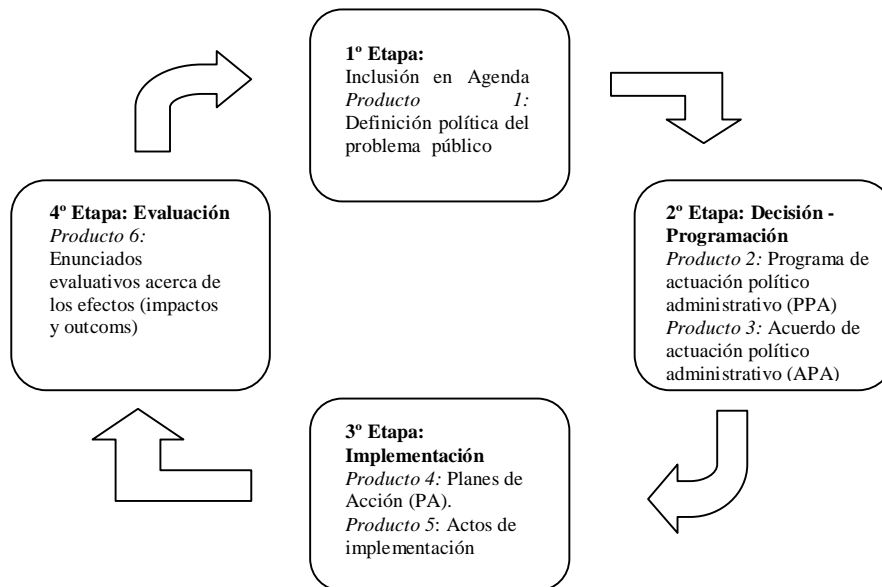 1º Etapa:
Inclusión en Agenda
Producto 1:
Definición política del
problema público
2º Etapa: Decisión -
Programación
Producto 2: Programa de
actuación político
administrativo (PPA)
Producto 3: Acuerdo de
actuación político
administrativo (APA)
3º Etapa:
Implementación
Producto 4: Planes de
Acción (PA).
Producto 5: Actos de
implementación
4º Etapa: Evaluación
Producto 6:
Enunciados
evaluativos acerca de
los efectos (impactos
y outcoms)